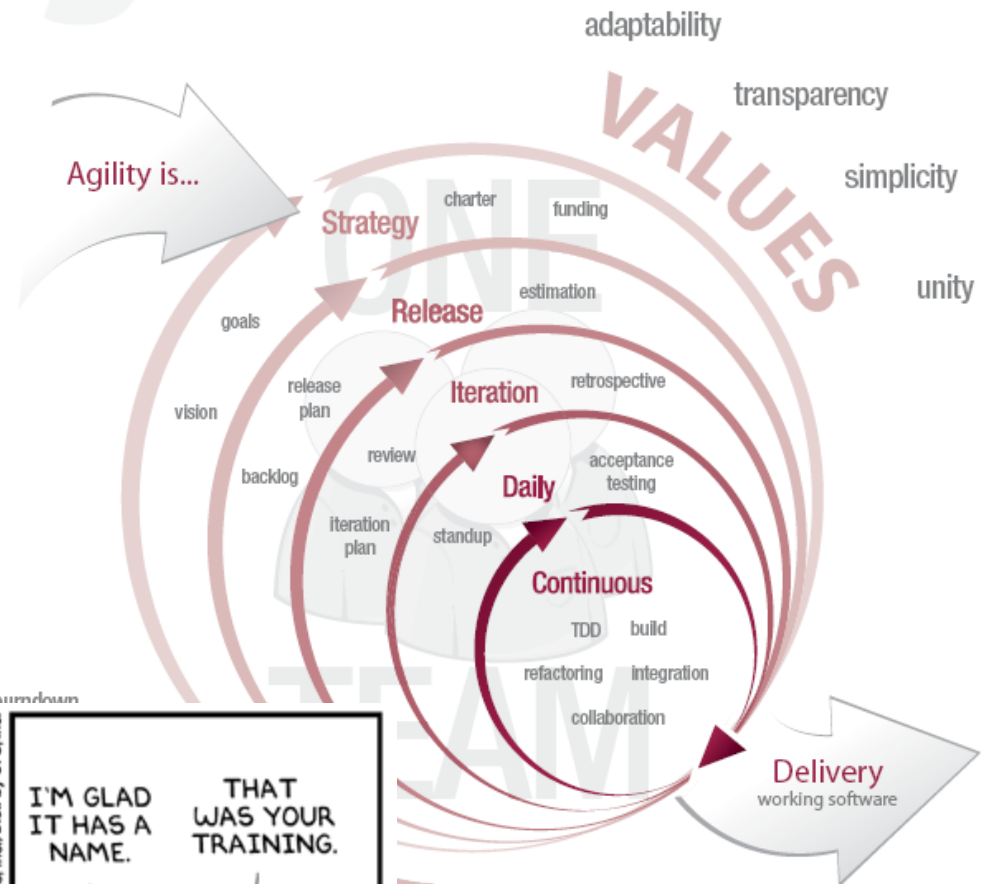 adaptability
transparency
simplicity
unity
VALUES
Agility is...
ONE
TEAM
Strategy
charter
funding
goals
vision
Release
estimation
release
plan
backlog
Iteration
retrospective
review
iteration
plan
Daily
acceptance
testing
standup
Continuous
TDD
build
refactoring
integration
collaboration
Delivery
working software
I'M GLAD
IT HAS A
NAME.
THAT
WAS YOUR
TRAINING.